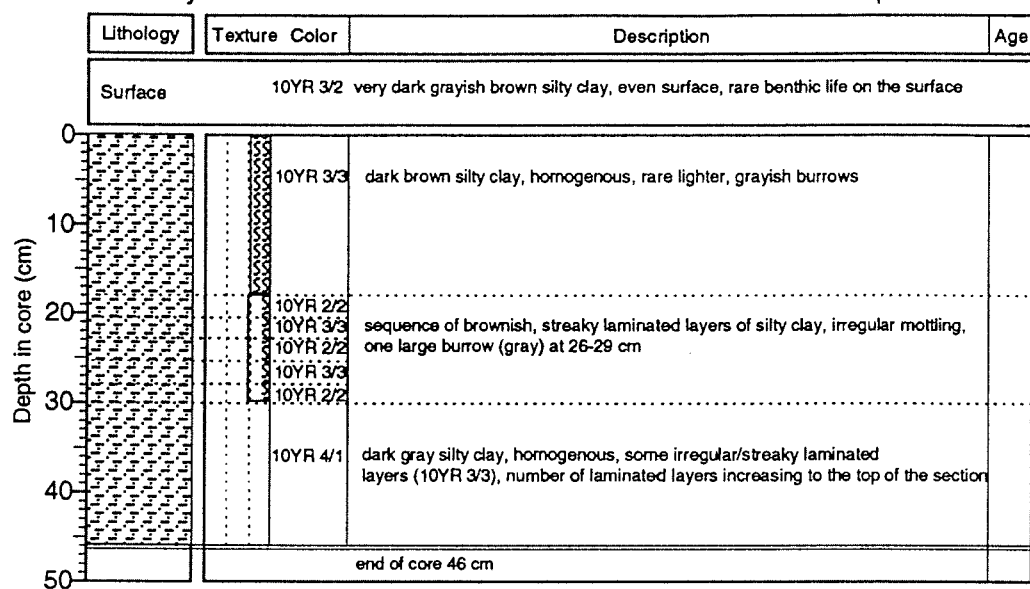 Lithology Texture Color Description Age
Surface 10YR 3/2 very dark grayish brown silty clay, even surface, rare benthic life on the surface
Depth in core (cm)
0
10YR 3/3 dark brown silty clay, homogenous, rare lighter, grayish burrows
10
20
10YR 2/2
10YR 3/3
10YR 2/2
10YR 3/3
10YR 2/2
sequence of brownish, streaky laminated layers of silty clay, irregular mottling,
one large burrow (gray) at 26-29 cm
30
10YR 4/1 dark gray silty clay, homogenous, some irregular/streaky laminated
layers (10YR 3/3), number of laminated layers increasing to the top of the section
40
end of core 46 cm
50